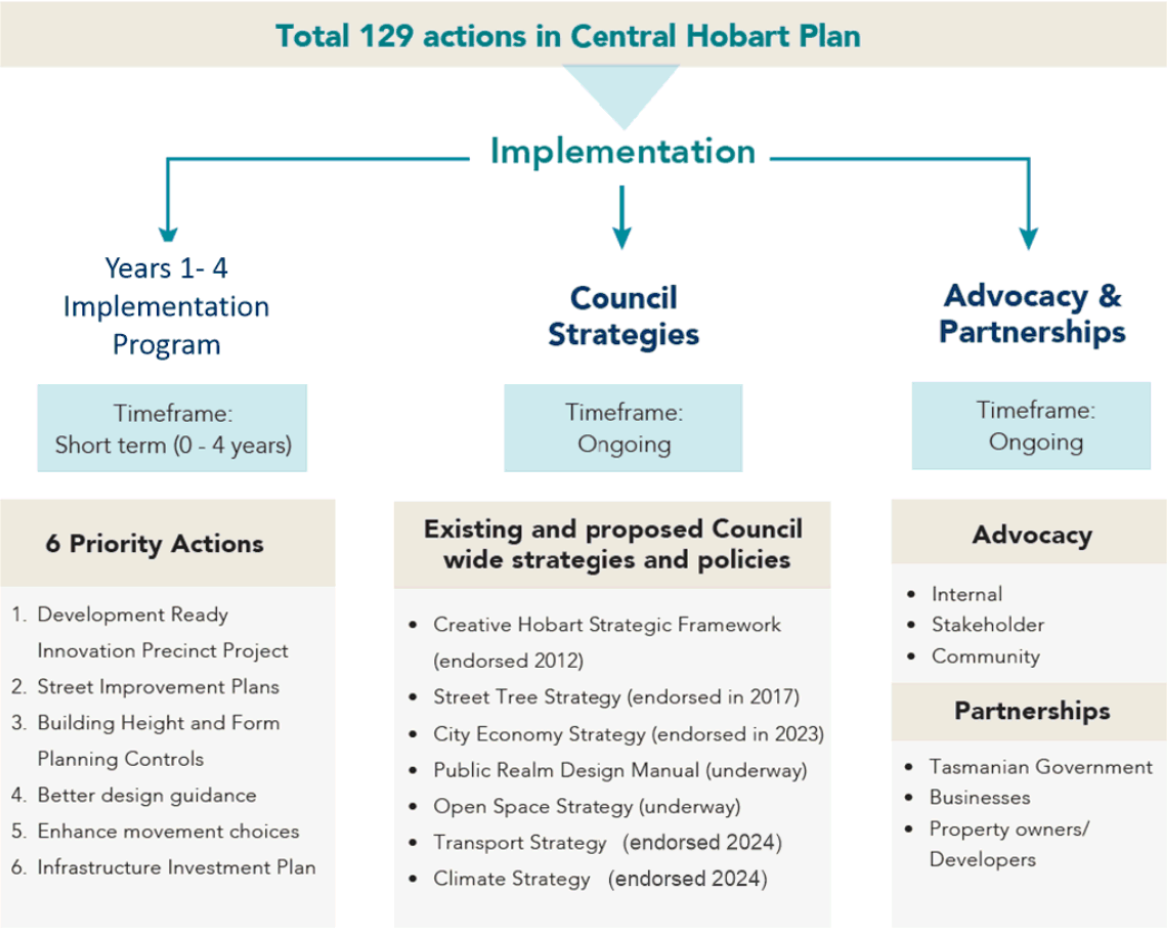 Total 129 actions in Central Hobart Plan
Implementation
Years 1- 4
Implementation
Program
Timeframe:
Short term (0 - 4 years)
6 Priority Actions
1. Development Ready
Innovation Precinct Project
2. Street Improvement Plans
3. Building Height and Form
Planning Controls
4. Better design guidance
5. Enhance movement choices
6. Infrastructure Investment Plan
Council
Strategies
Timeframe:
Ongoing
Existing and proposed Council
wide strategies and policies
• Creative Hobart Strategic Framework
(endorsed 2012)
• Street Tree Strategy (endorsed in 2017)
• City Economy Strategy (endorsed in 2023)
• Public Realm Design Manual (underway)
• Open Space Strategy (underway)
• Transport Strategy (endorsed 2024)
• Climate Strategy (endorsed 2024)
Advocacy &
Partnerships
Timeframe:
Ongoing
Advocacy
• Internal
• Stakeholder
• Community
Partnerships
• Tasmanian Government
• Businesses
• Property owners/
Developers